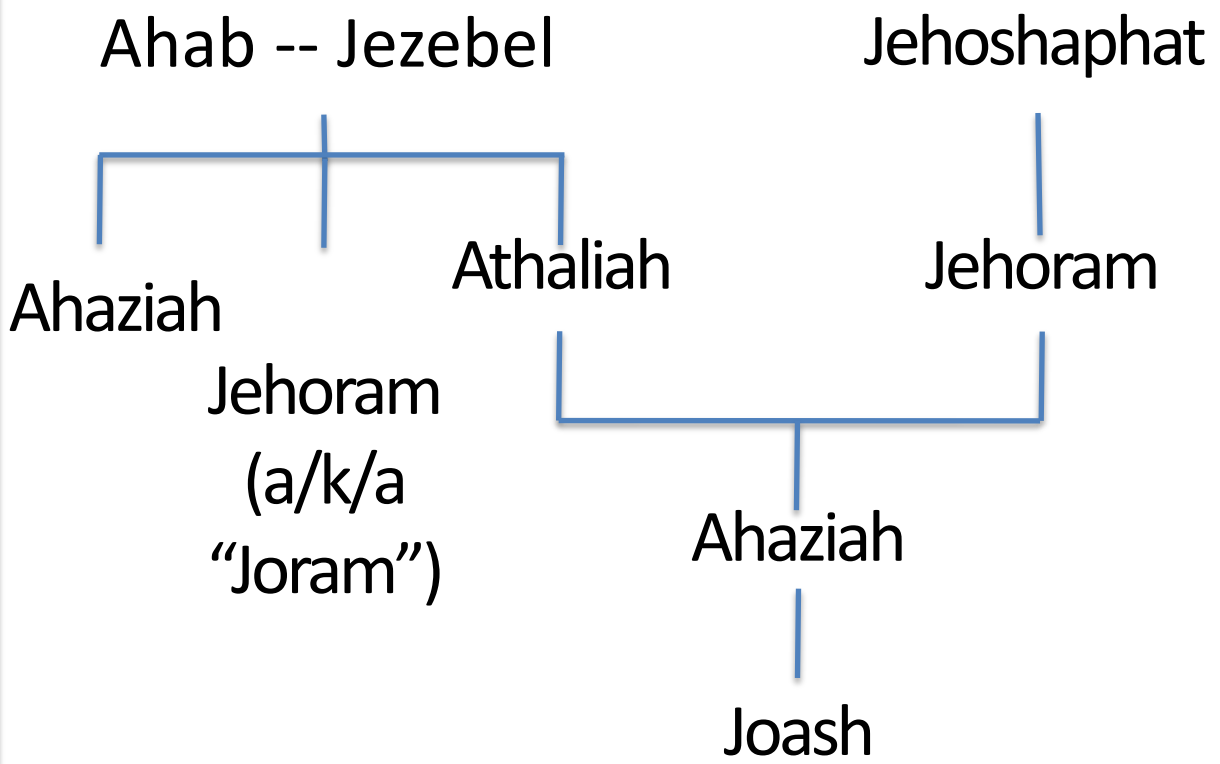 Ahab -- Jezebel
Jehoshaphat
Athaliah
Jehoram
Ahaziah
Jehoram
(a/k/a
“Joram”)
Ahaziah
Joash